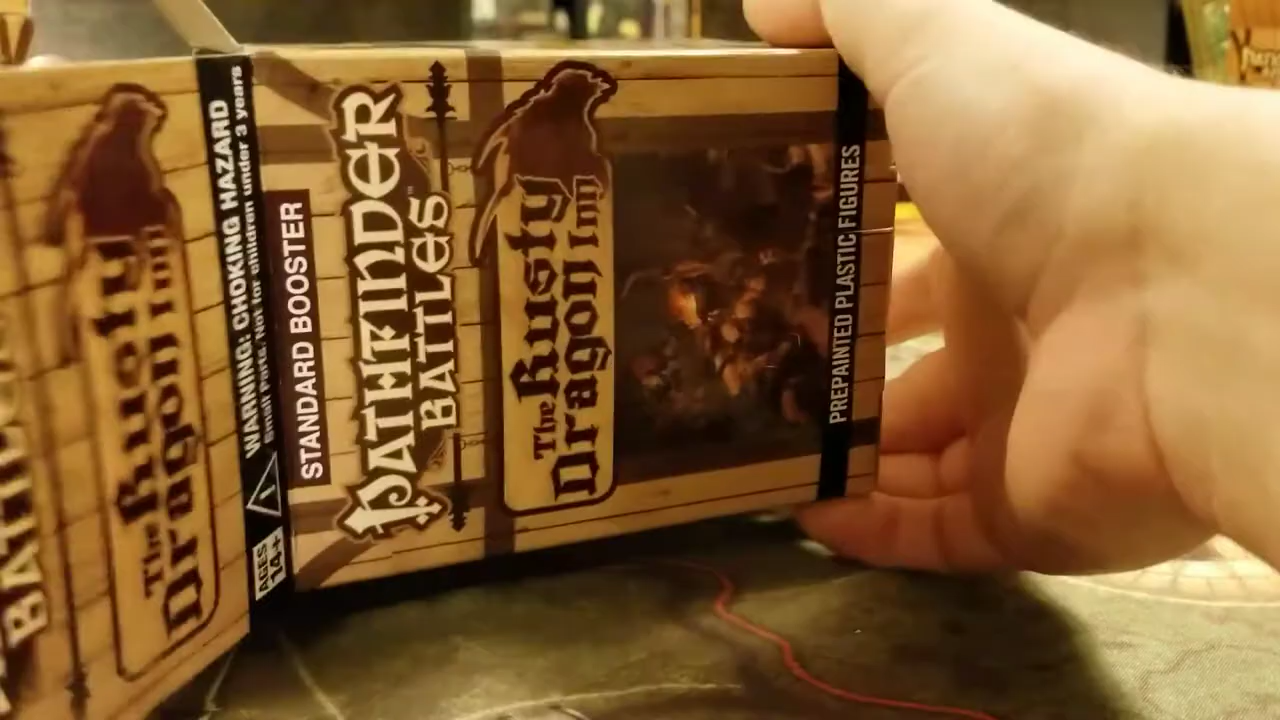 BATTLES
The Rusty
Dragon Inn
WARNING: CHOKING HAZARD
Small Parts. Not for children under 3 years
AGES
14+
STANDARD BOOSTER
PATHFINDER
BATTLES™
The Rusty
Dragon Inn
PREPAINTED PLASTIC FIGURES